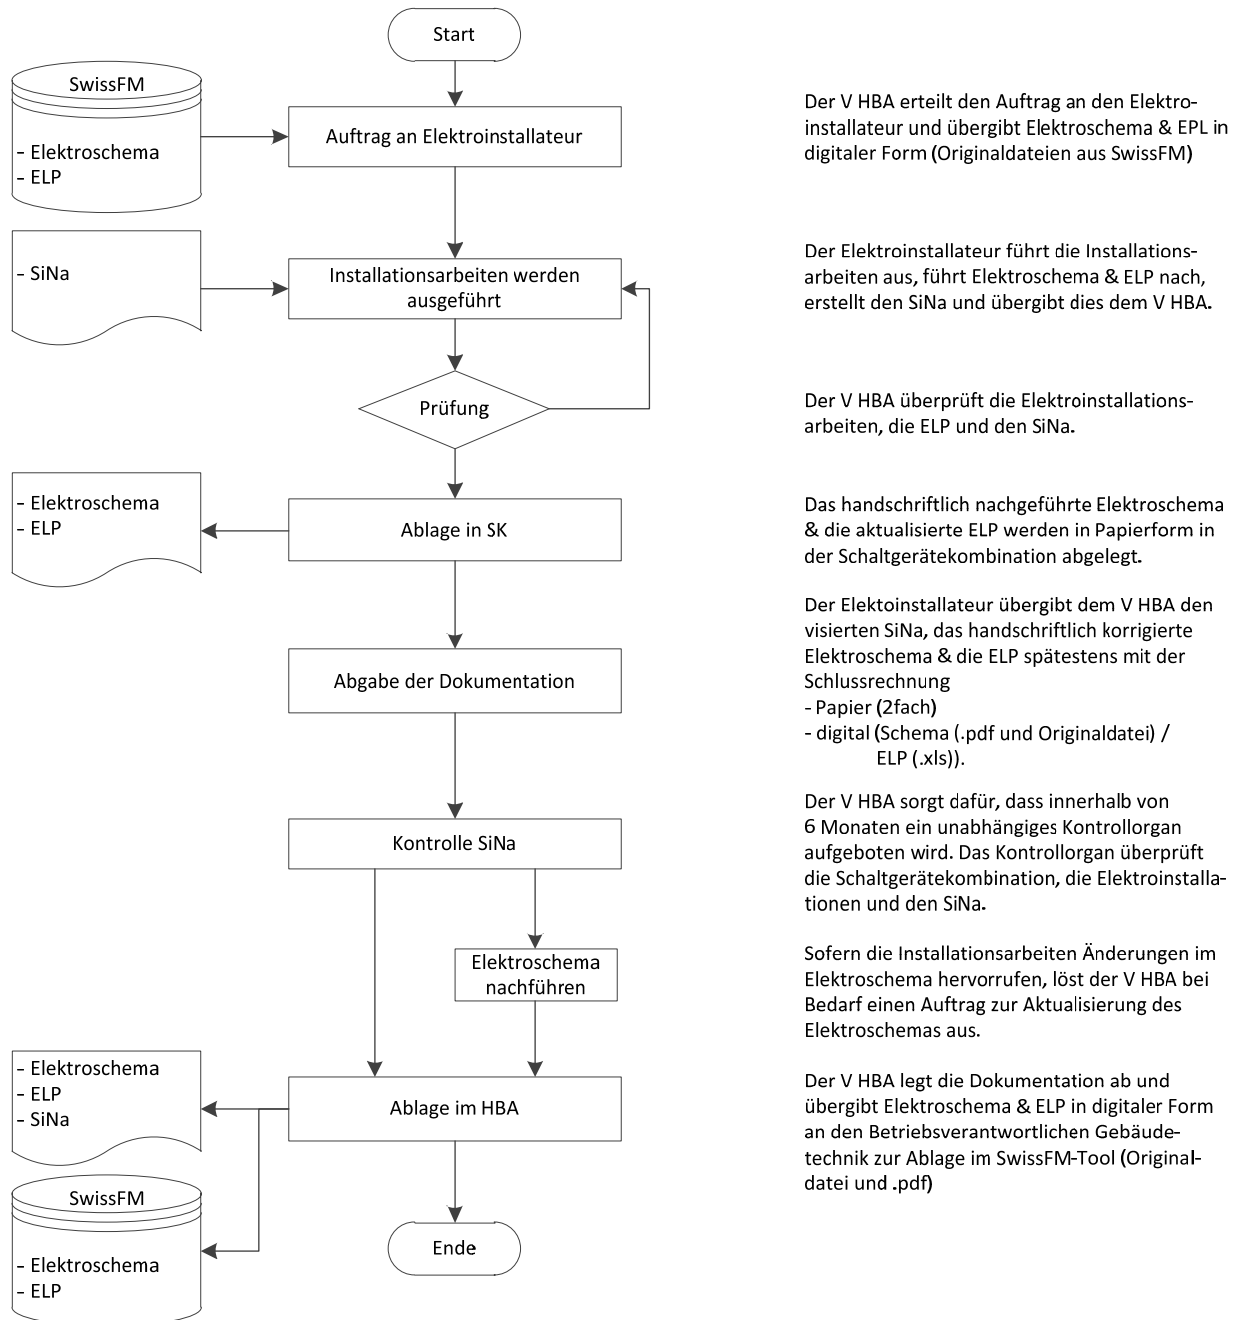 Start
SwissFM
- Elektroschema
- ELP
Auftrag an Elektroinstallateur
Der V HBA erteilt den Auftrag an den Elektro-
installateur und übergibt Elektroschema & EPL in
digitaler Form (Originaldateien aus SwissFM)
- SiNa
Installationsarbeiten werden
ausgeführt
Der Elektroinstallateur führt die Installations-
arbeiten aus, führt Elektroschema & ELP nach,
erstellt den SiNa und übergibt dies dem V HBA.
Prüfung
Der V HBA überprüft die Elektroinstallations-
arbeiten, die ELP und den SiNa.
- Elektroschema
- ELP
Ablage in SK
Das handschriftlich nachgeführte Elektroschema
& die aktualisierte ELP werden in Papierform in
der Schaltgerätekombination abgelegt.
Abgabe der Dokumentation
Der Elektoinstallateur übergibt dem V HBA den
visierten SiNa, das handschriftlich korrigierte
Elektroschema & die ELP spätestens mit der
Schlussrechnung
- Papier (2fach)
- digital (Schema (.pdf und Originaldatei) /
ELP (.xls)).
Kontrolle SiNa
Der V HBA sorgt dafür, dass innerhalb von
6 Monaten ein unabhängiges Kontrollorgan
aufgeboten wird. Das Kontrollorgan überprüft
die Schaltgerätekombination, die Elektroinstalla-
tionen und den SiNa.
Elektroschema
nachführen
Sofern die Installationsarbeiten Änderungen im
Elektroschema hervorrufen, löst der V HBA bei
Bedarf einen Auftrag zur Aktualisierung des
Elektroschemas aus.
- Elektroschema
- ELP
- SiNa
Ablage im HBA
Der V HBA legt die Dokumentation ab und
übergibt Elektroschema & ELP in digitaler Form
an den Betriebsverantwortlichen Gebäude-
technik zur Ablage im SwissFM-Tool (Original-
datei und .pdf)
SwissFM
- Elektroschema
- ELP
Ende